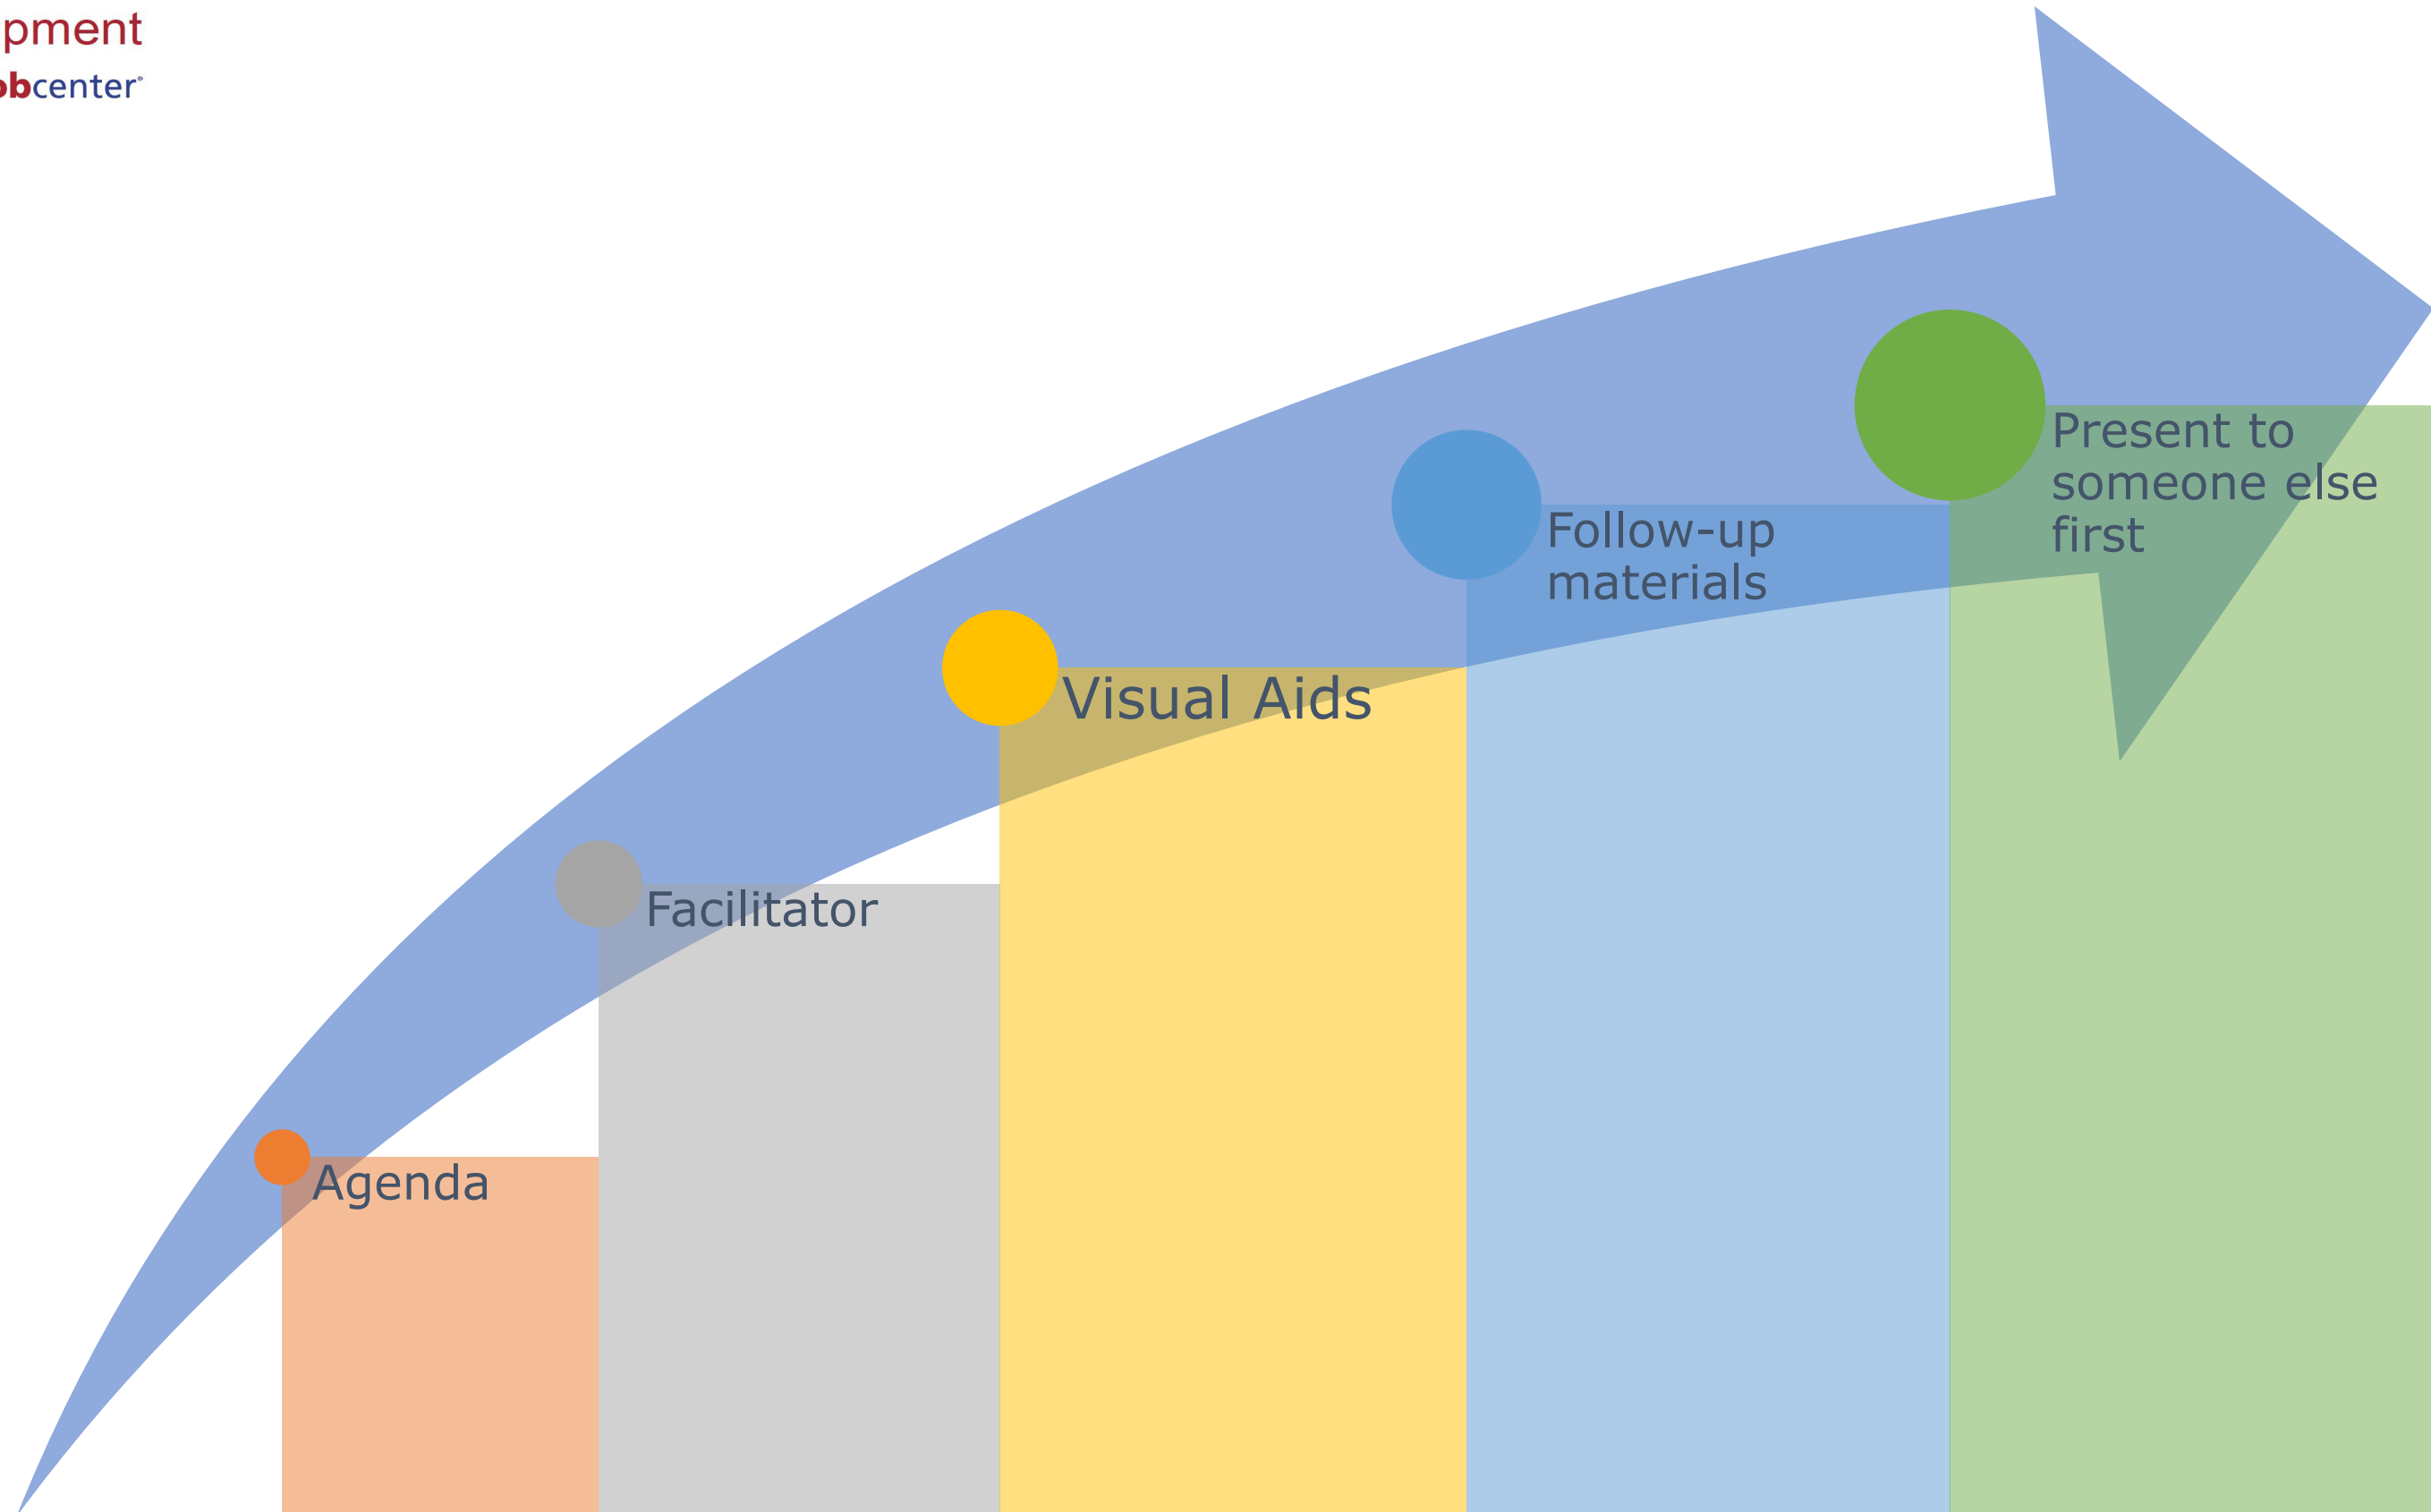 pment
bcenter
Present to
someone else
first
Follow-up
materials
Visual Aids
Facilitator
Agenda